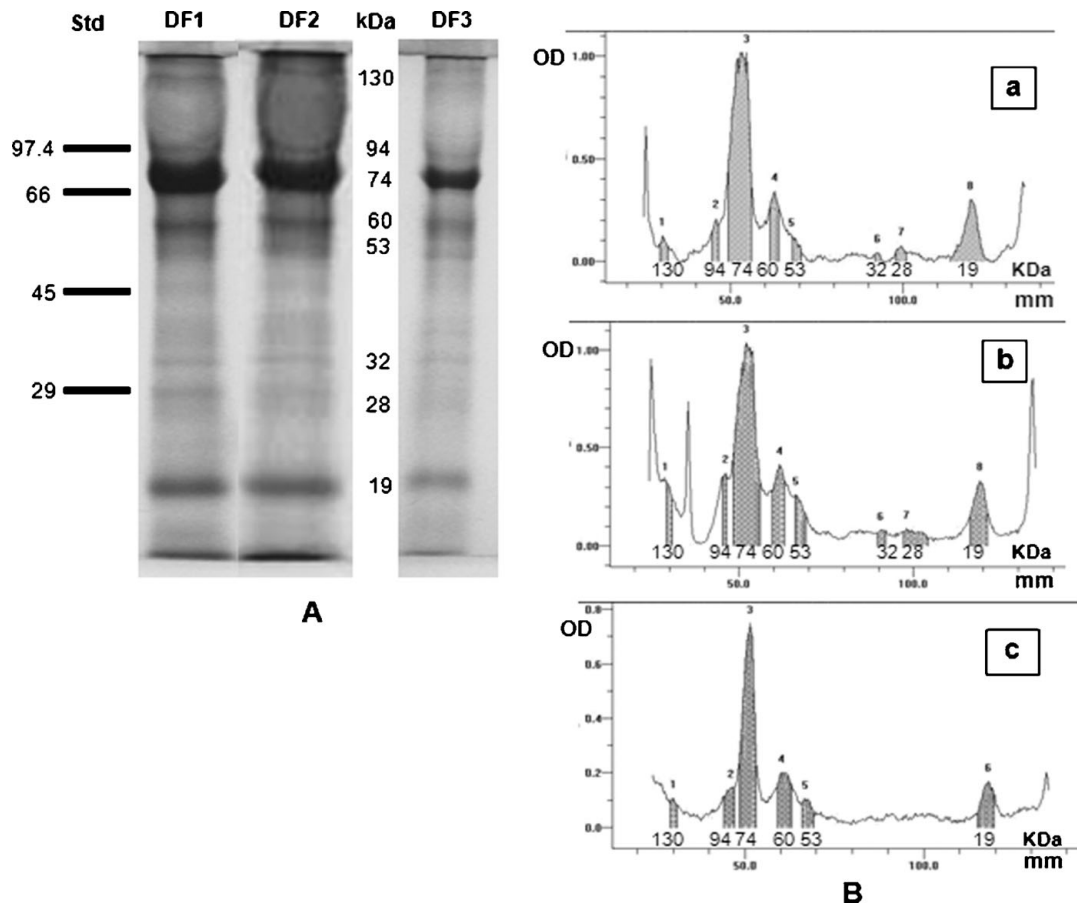 Std DF1 DF2 kDa DF3
130
97.4
94
74
66
60
53
45
32
29
28
19
A
OD
1.00
0.50
0.00
a
1 2 3 4 5 6 7 8
130 94 74 60 53 32 28 19 KDa
50.0 100.0 mm
OD
1.00
0.50
0.00
b
1 2 3 4 5 6 7 8
130 94 74 60 53 32 28 19 KDa
50.0 100.0 mm
OD
0.8
0.6
0.4
0.2
0.0
c
1 2 3 4 5 6
130 94 74 60 53 19 KDa
50.0 100.0 mm
B